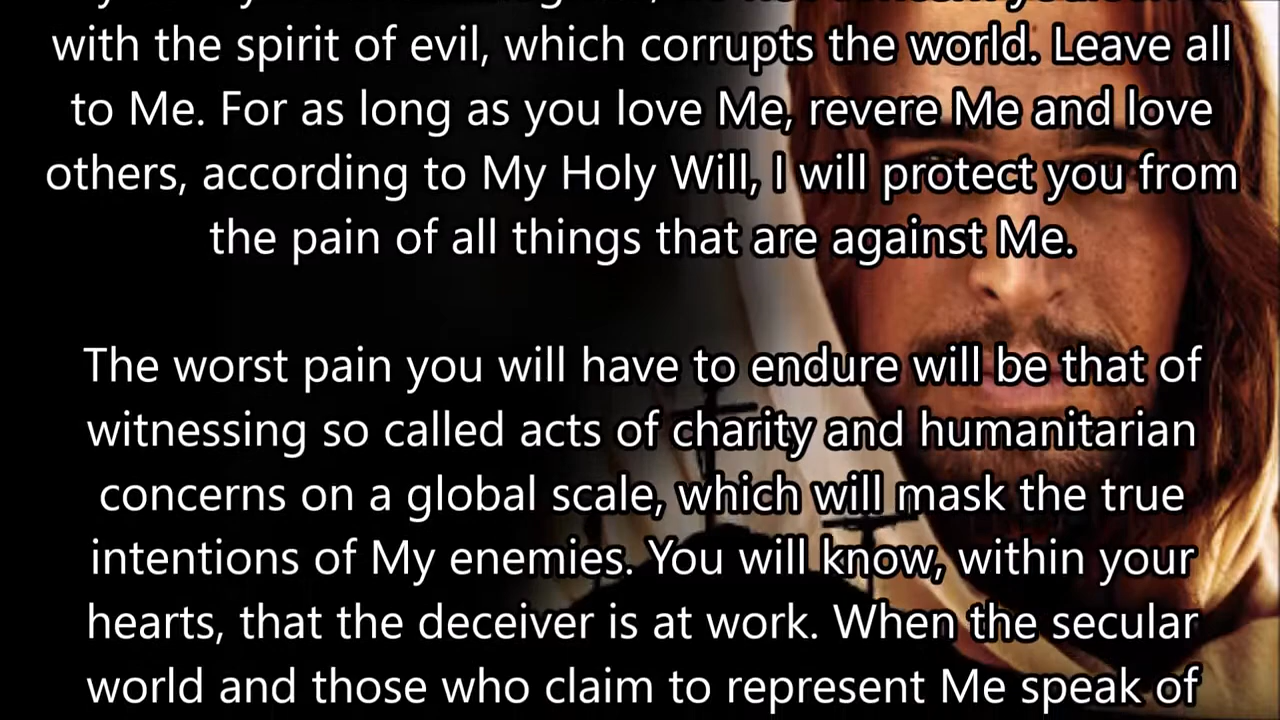 with the spirit of evil, which corrupts the world. Leave all
to Me. For as long as you love Me, revere Me and love
others, according to My Holy Will, I will protect you from
the pain of all things that are against Me.
The worst pain you will have to endure will be that of
witnessing so called acts of charity and humanitarian
concerns on a global scale, which will mask the true
intentions of My enemies. You will know, within your
hearts, that the deceiver is at work. When the secular
world and those who claim to represent Me speak of